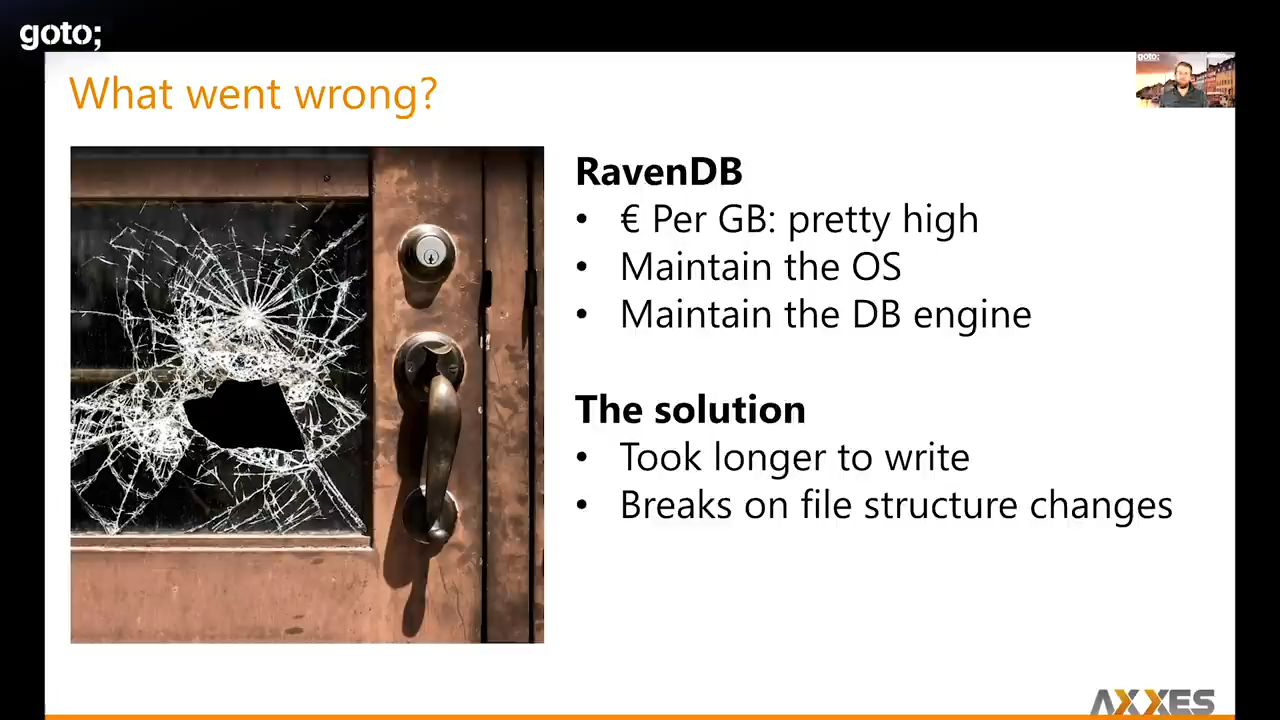 goto;
What went wrong?
goto;
RavenDB
• € Per GB: pretty high
• Maintain the OS
• Maintain the DB engine
The solution
• Took longer to write
• Breaks on file structure changes
AXXES